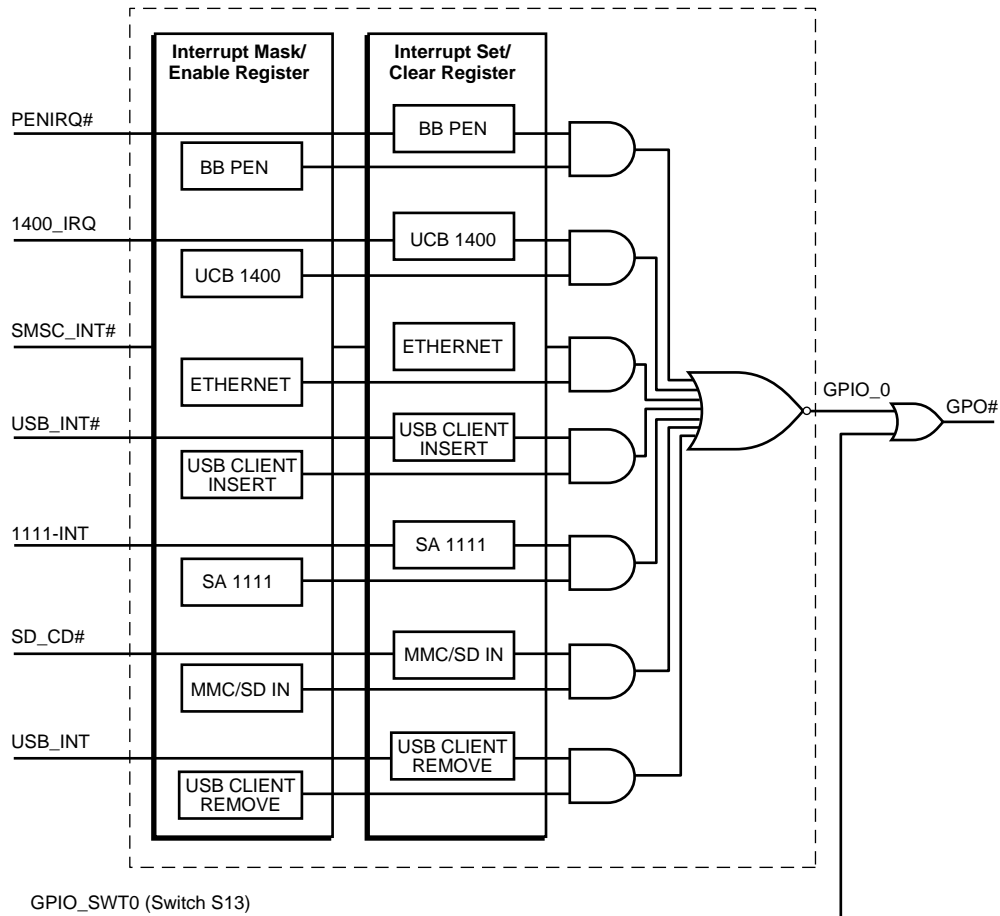 Interrupt Mask/
Enable Register
Interrupt Set/
Clear Register
PENIRQ#
BB PEN
BB PEN
1400_IRQ
UCB 1400
UCB 1400
SMSC_INT#
ETHERNET
ETHERNET
USB_INT#
USB CLIENT
INSERT
USB CLIENT
INSERT
1111-INT
SA 1111
SA 1111
SD_CD#
MMC/SD IN
MMC/SD IN
USB_INT
USB CLIENT
REMOVE
USB CLIENT
REMOVE
GPIO_0
GPO#
GPIO_SWT0 (Switch S13)